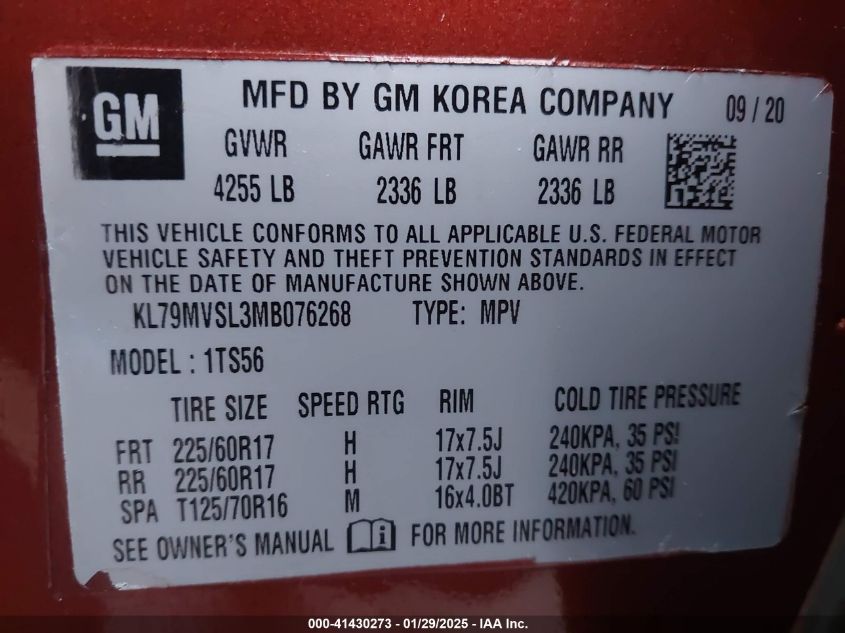 GM
MFD BY GM KOREA COMPANY 09 / 20
GVWR GAWR FRT GAWR RR
4255 LB 2336 LB 2336 LB
THIS VEHICLE CONFORMS TO ALL APPLICABLE U.S. FEDERAL MOTOR
VEHICLE SAFETY AND THEFT PREVENTION STANDARDS IN EFFECT
ON THE DATE OF MANUFACTURE SHOWN ABOVE.
KL79MVSL3MB076268 TYPE: MPV
MODEL : 1TS56
TIRE SIZE SPEED RTG RIM COLD TIRE PRESSURE
FRT 225/60R17 H 17x7.5J 240KPA, 35 PSI
RR 225/60R17 H 17x7.5J 240KPA, 35 PSI
SPA T125/70R16 M 16x4.0BT 420KPA, 60 PSI
SEE OWNER'S MANUAL i FOR MORE INFORMATION.
000-41430273 - 01/29/2025 - IAA Inc.